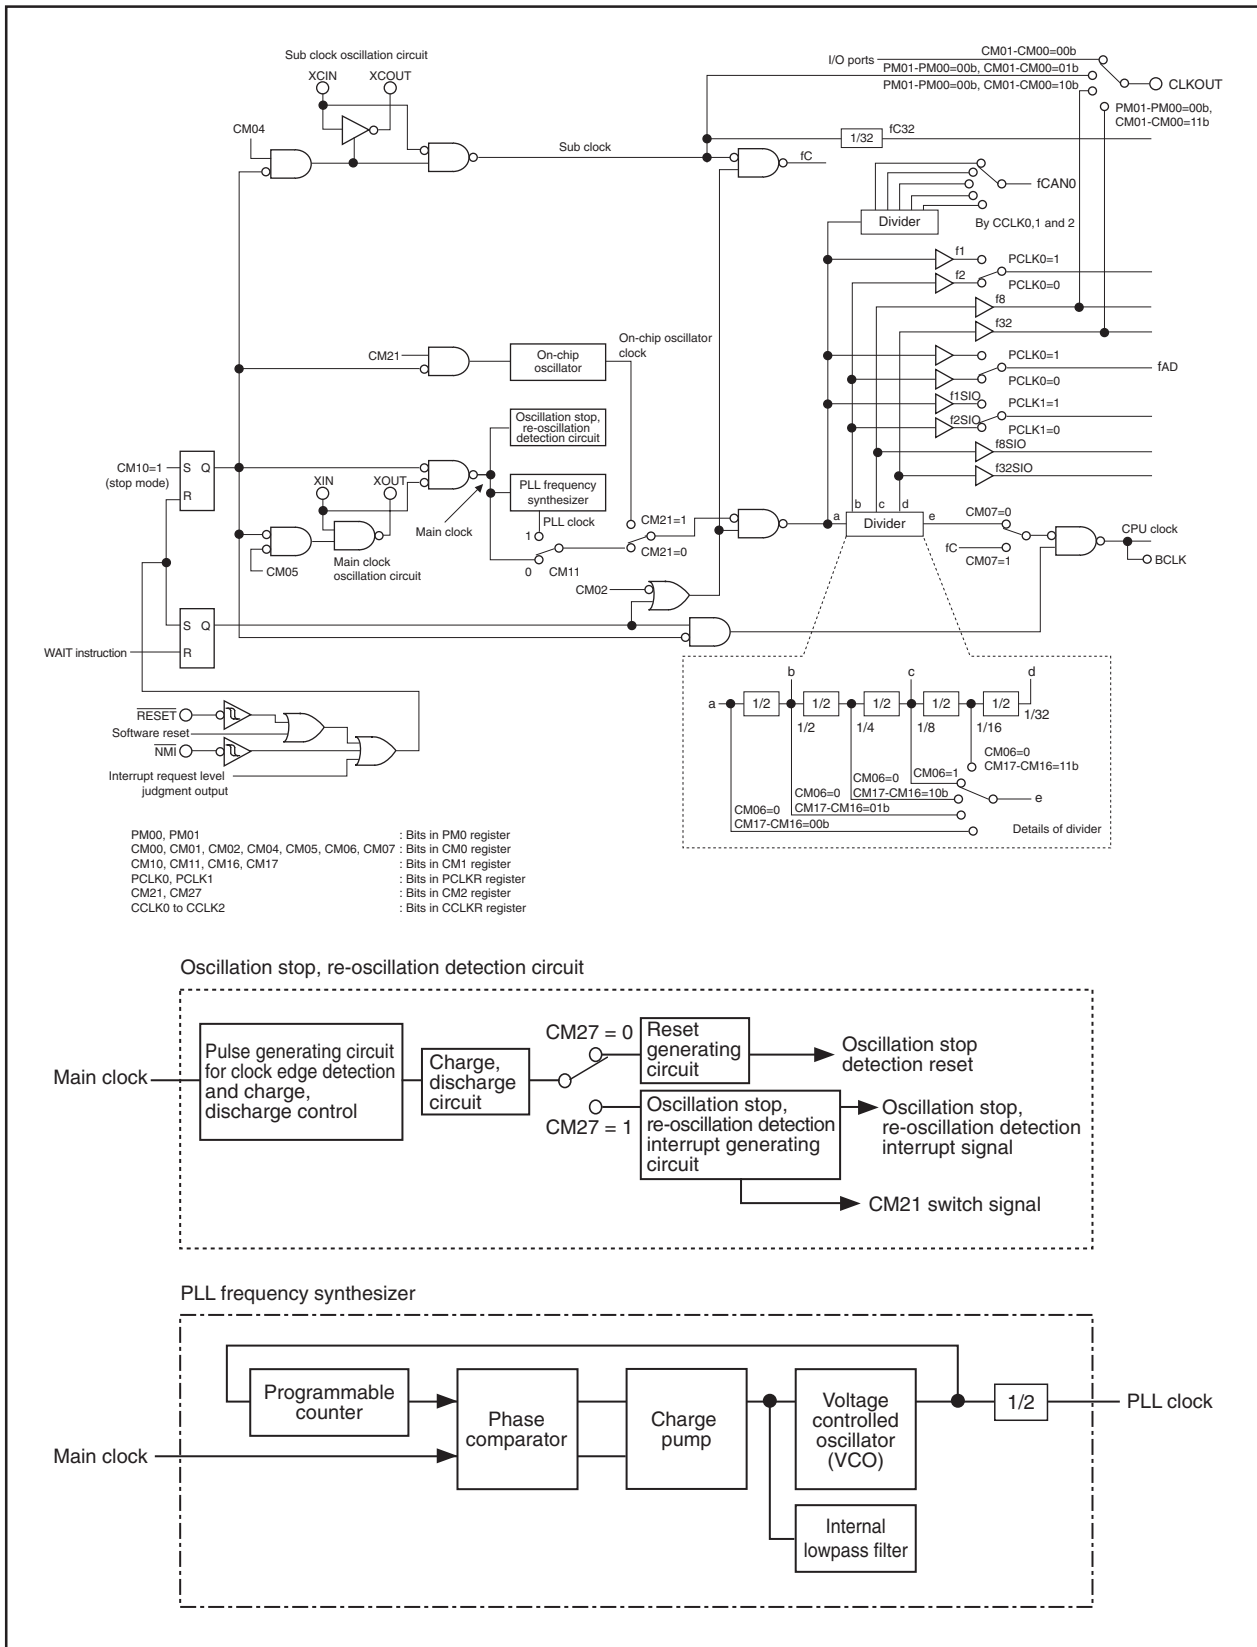 Sub clock oscillation circuit
XCIN XCOUT
CM04
Sub clock
I/O ports
CM01-CM00=00b
PM01-PM00=00b, CM01-CM00=01b
PM01-PM00=00b, CM01-CM00=10b
CLKOUT
PM01-PM00=00b,
CM01-CM00=11b
1/32
fC32
fC
fCAN0
Divider
By CCLK0,1 and 2
f1
PCLK0=1
f2
PCLK0=0
f8
f32
PCLK0=1
fAD
PCLK0=0
f1SIO
PCLK1=1
f2SIO
PCLK1=0
f8SIO
f32SIO
CM21
On-chip
oscillator
On-chip oscillator
clock
Oscillation stop,
re-oscillation
detection circuit
CM10=1
(stop mode)
S Q
R
XIN XOUT
PLL frequency
synthesizer
Main clock
PLL clock
1
0
CM11
CM21=1
CM21=0
CM05
Main clock
oscillation circuit
a
b c d
Divider
e
CM07=0
fC
CM07=1
CPU clock
BCLK
CM02
S Q
R
WAIT instruction
RESET
Software reset
NMI
Interrupt request level
judgment output
b c d
a
1/2 1/2 1/2 1/2 1/2
1/2 1/4 1/8 1/16 1/32
CM06=0
CM17-CM16=11b
CM06=1
CM06=0
CM17-CM16=10b
e
CM06=0
CM17-CM16=01b
CM06=0
CM17-CM16=00b
Details of divider
PM00, PM01 : Bits in PM0 register
CM00, CM01, CM02, CM04, CM05, CM06, CM07 : Bits in CM0 register
CM10, CM11, CM16, CM17 : Bits in CM1 register
PCLK0, PCLK1 : Bits in PCLKR register
CM21, CM27 : Bits in CM2 register
CCLK0 to CCLK2 : Bits in CCLKR register
Oscillation stop, re-oscillation detection circuit
Main clock
Pulse generating circuit
for clock edge detection
and charge,
discharge control
Charge,
discharge
circuit
CM27 = 0
Reset
generating
circuit
Oscillation stop
detection reset
CM27 = 1
Oscillation stop,
re-oscillation detection
interrupt generating
circuit
Oscillation stop,
re-oscillation detection
interrupt signal
CM21 switch signal
PLL frequency synthesizer
Programmable
counter
Main clock
Phase
comparator
Charge
pump
Voltage
controlled
oscillator
(VCO)
1/2
PLL clock
Internal
lowpass filter